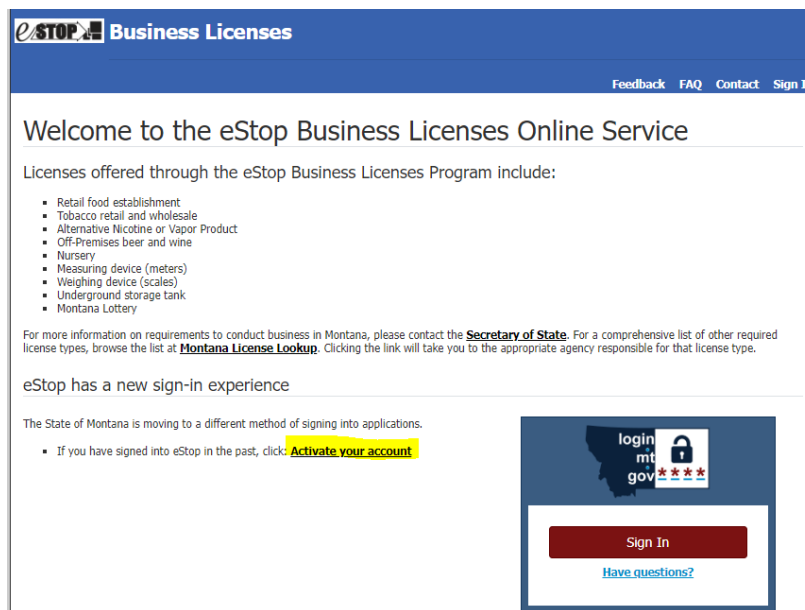 eSTOP Business Licenses
Feedback FAQ Contact Sign I
Welcome to the eStop Business Licenses Online Service
Licenses offered through the eStop Business Licenses Program include:
Retail food establishment
Tobacco retail and wholesale
Alternative Nicotine or Vapor Product
Off-Premises beer and wine
Nursery
Measuring device (meters)
Weighing device (scales)
Underground storage tank
Montana Lottery
For more information on requirements to conduct business in Montana, please contact the Secretary of State. For a comprehensive list of other required
license types, browse the list at Montana License Lookup. Clicking the link will take you to the appropriate agency responsible for that license type.
eStop has a new sign-in experience
The State of Montana is moving to a different method of signing into applications.
If you have signed into eStop in the past, click: Activate your account
login
mt
gov ****
Sign In
Have questions?